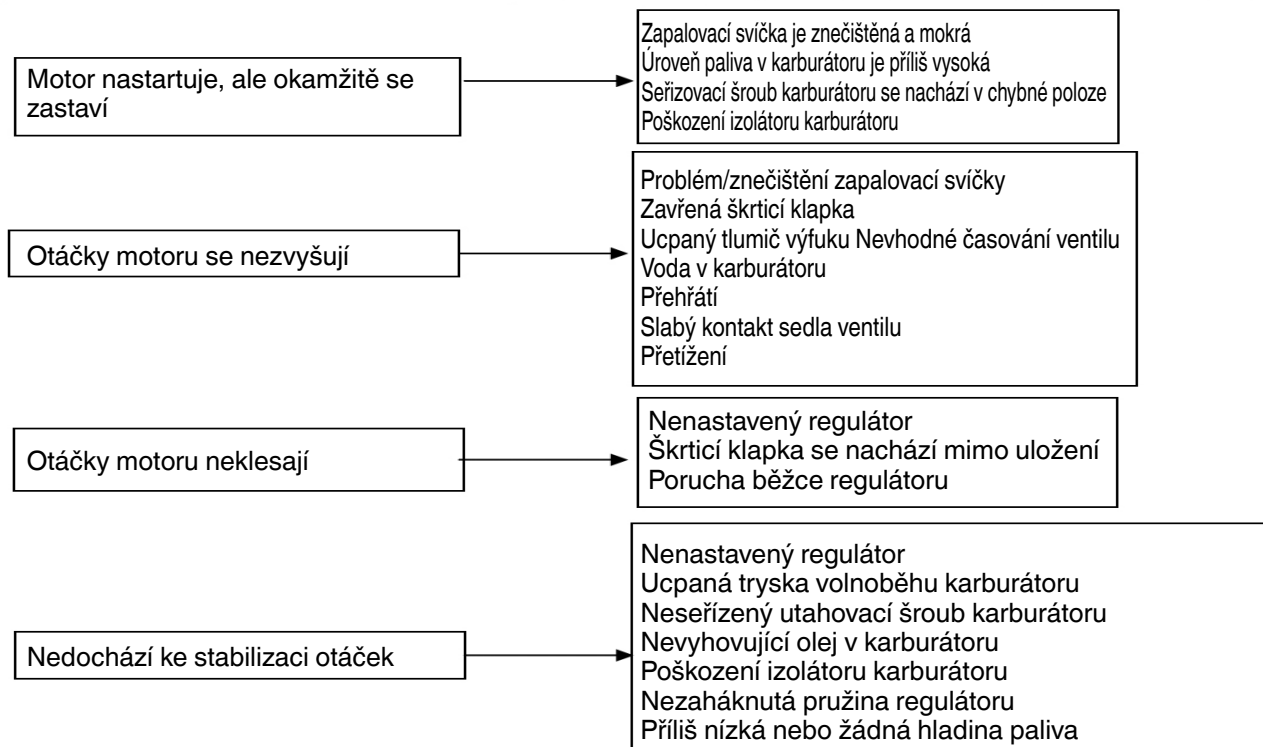 Motor nastartuje, ale okamžitě se
zastaví
Zapalovací svíčka je znečištěná a mokrá
Úroveň paliva v karburátoru je příliš vysoká
Seřizovací šroub karburátoru se nachází v chybné poloze
Poškození izolátoru karburátoru
Otáčky motoru se nezvyšují
Problém/znečištění zapalovací svíčky
Zavřená škrticí klapka
Ucpaný tlumič výfuku Nevhodné časování ventilu
Voda v karburátoru
Přehřátí
Slabý kontakt sedla ventilu
Přetížení
Otáčky motoru neklesají
Nenastavený regulátor
Škrticí klapka se nachází mimo uložení
Porucha běžce regulátoru
Nedochází ke stabilizaci otáček
Nenastavený regulátor
Ucpaná tryska volnoběhu karburátoru
Neseřízený utahovací šroub karburátoru
Nevyhovující olej v karburátoru
Poškození izolátoru karburátoru
Nezaháknutá pružina regulátoru
Příliš nízká nebo žádná hladina paliva